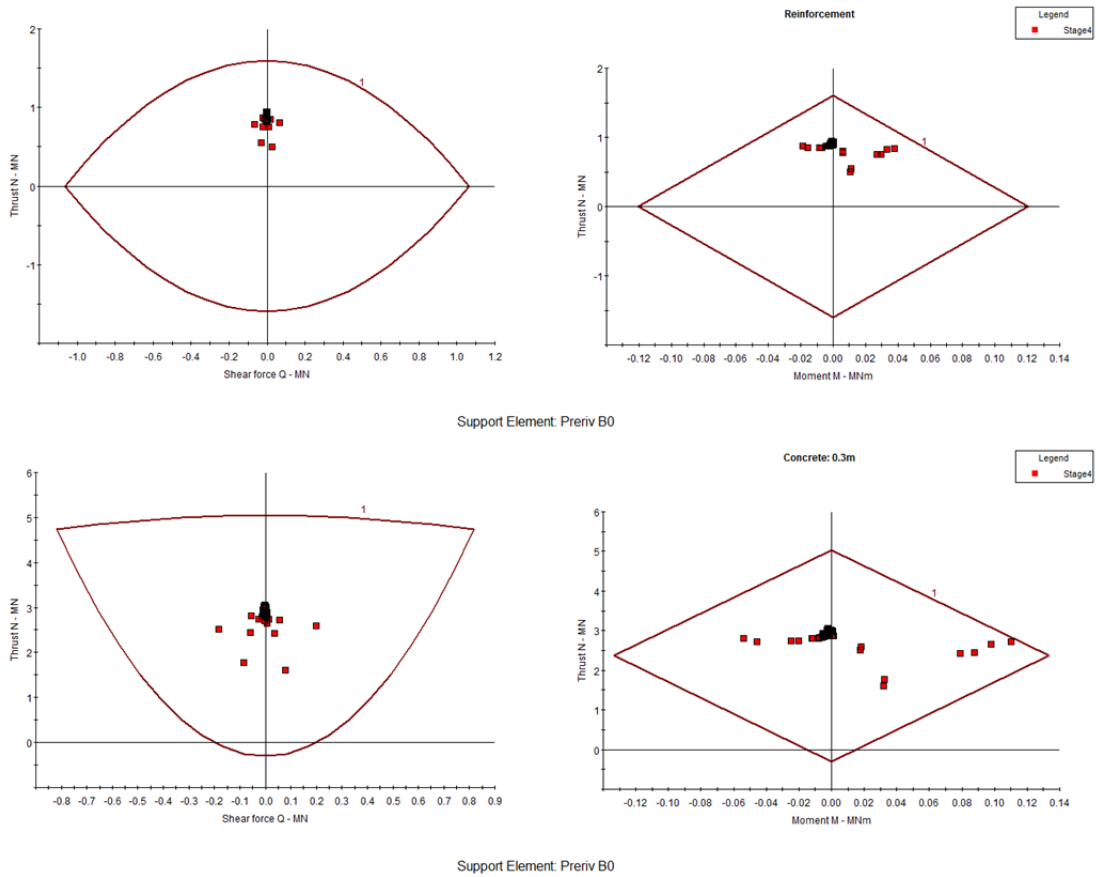 Reinforcement
Legend
Stage4
2
1
0
-1
Thrust N - MN
1
-1.0 -0.8 -0.6 -0.4 -0.2 0.0 0.2 0.4 0.6 0.8 1.0 1.2
Shear force Q - MN
2
1
0
-1
Thrust N - MN
1
-0.12 -0.10 -0.08 -0.06 -0.04 -0.02 0.00 0.02 0.04 0.06 0.08 0.10 0.12 0.14
Moment M - MNm
Support Element: Preriv B0
Concrete: 0.3m
Legend
Stage4
6
5
4
3
2
1
0
Thrust N - MN
1
-0.8 -0.7 -0.6 -0.5 -0.4 -0.3 -0.2 -0.1 0.0 0.1 0.2 0.3 0.4 0.5 0.6 0.7 0.8 0.9
Shear force Q - MN
6
5
4
3
2
1
0
Thrust N - MN
1
-0.12 -0.10 -0.08 -0.06 -0.04 -0.02 0.00 0.02 0.04 0.06 0.08 0.10 0.12 0.14
Moment M - MNm
Support Element: Preriv B0